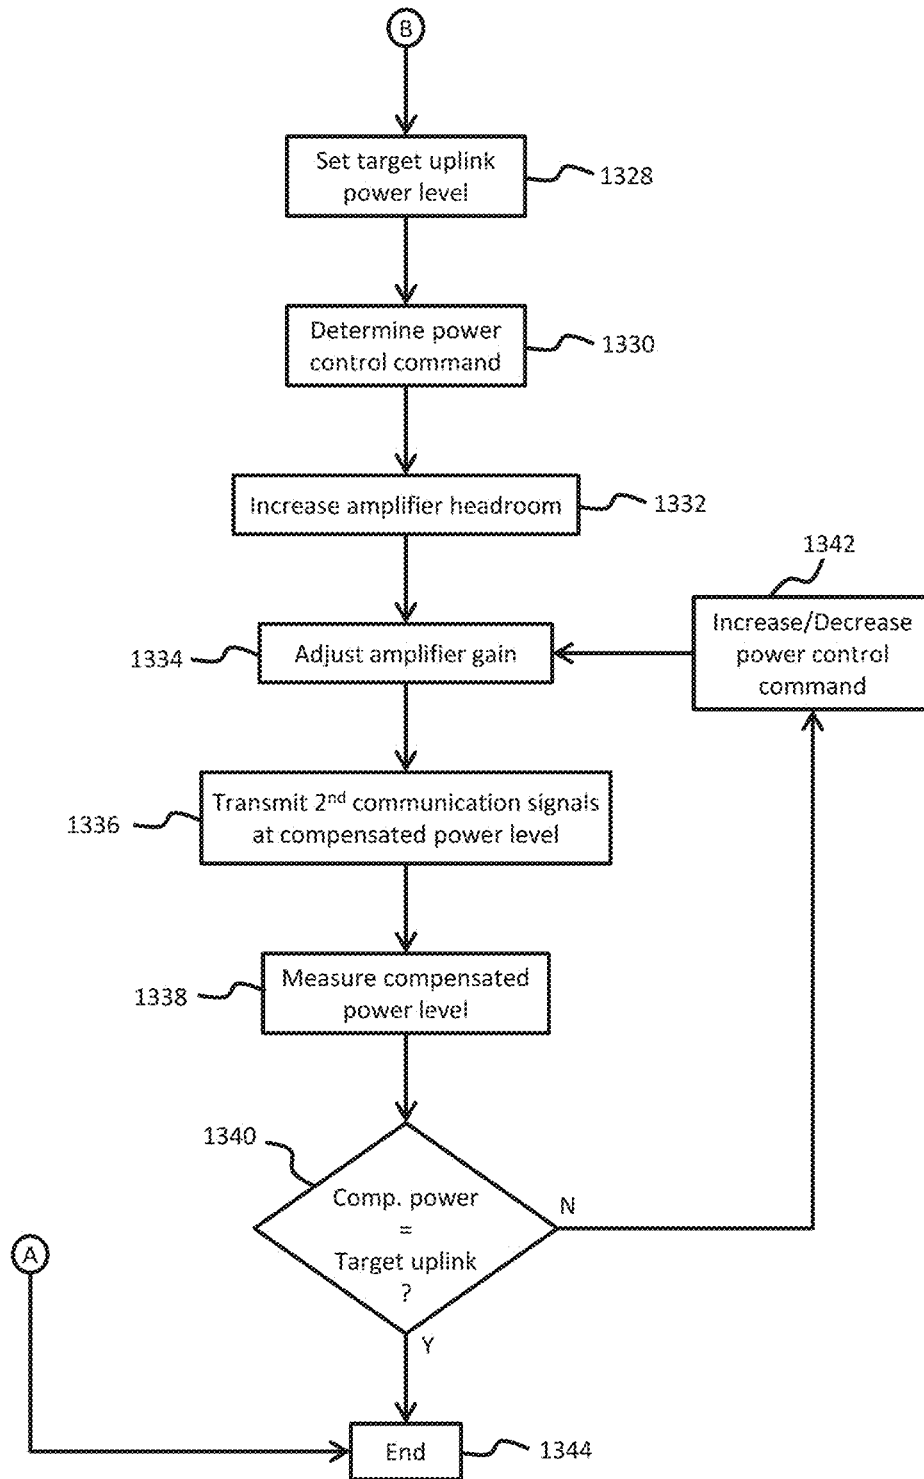 B
Set target uplink
power level
1328
Determine power
control command
1330
Increase amplifier headroom
1332
1342
Increase/Decrease
power control
command
Adjust amplifier gain
1334
Transmit 2nd communication signals
at compensated power level
1336
Measure compensated
power level
1338
1340
Comp. power
=
Target uplink
?
N
A
Y
End
1344